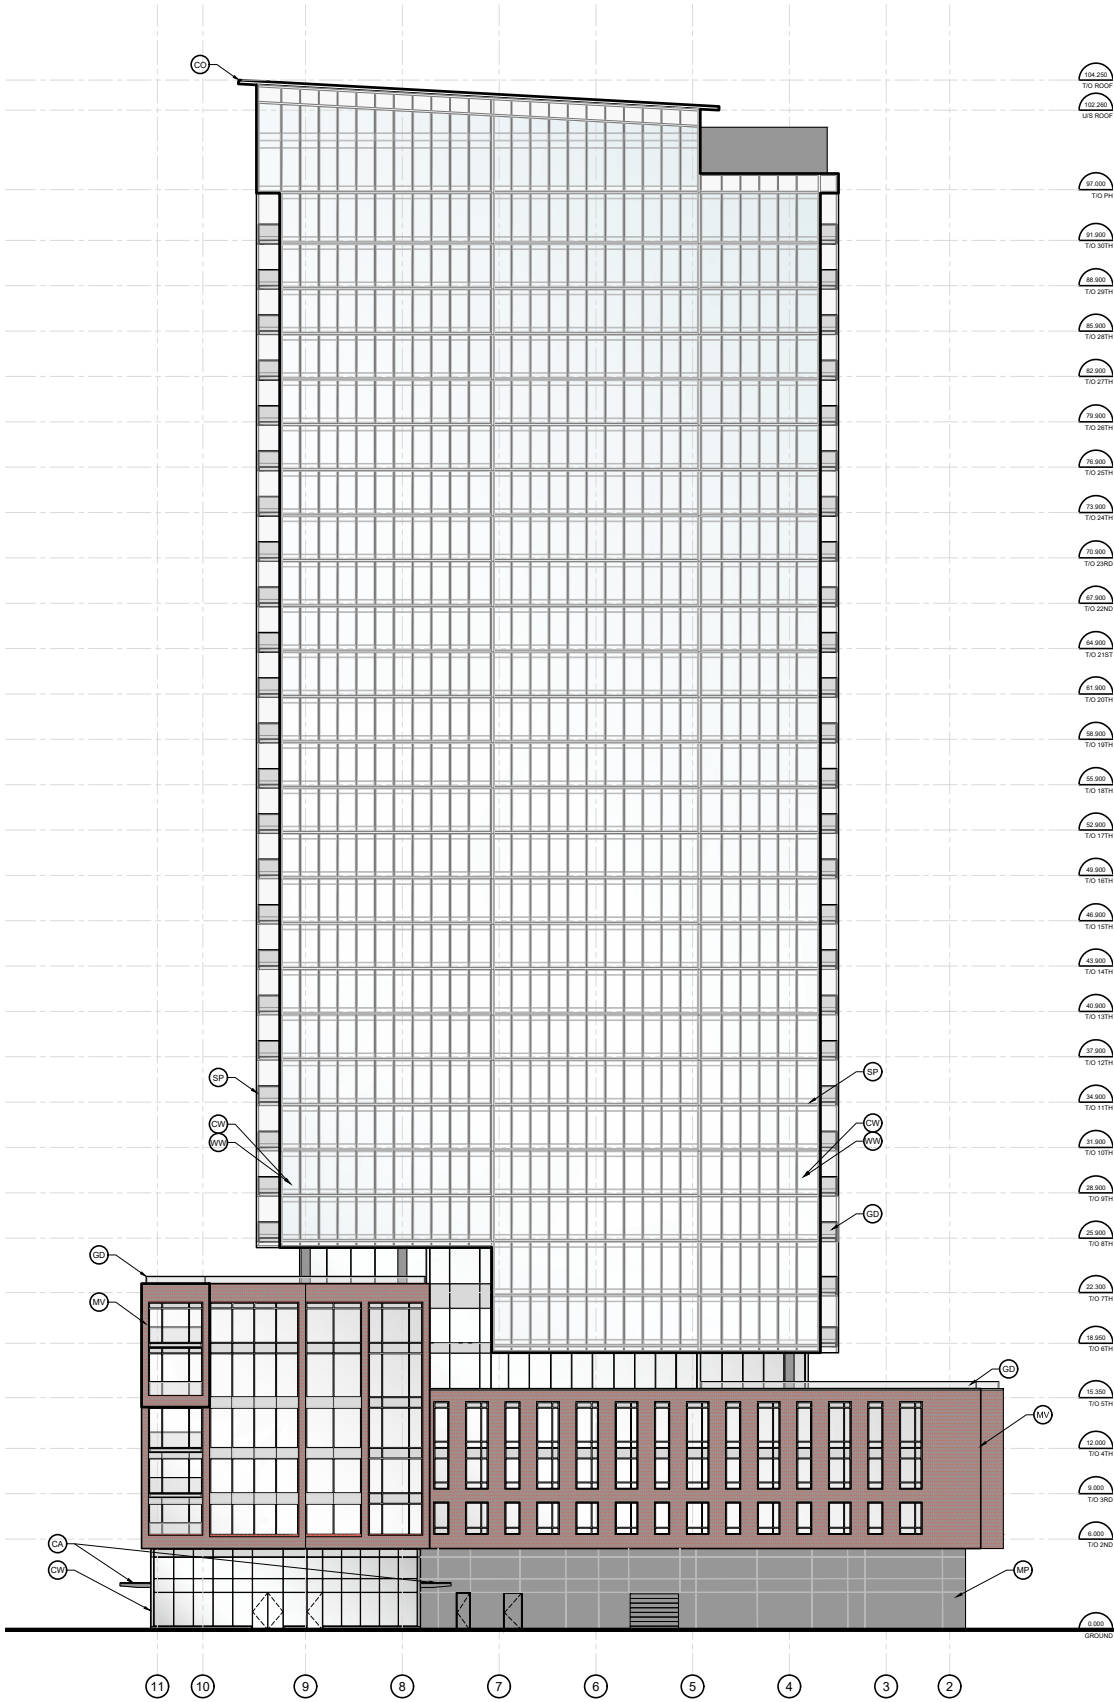 CO
104.250
T/O ROOF
102.260
U/S ROOF
97.000
T/O PH
91.900
T/O 30TH
88.900
T/O 29TH
85.900
T/O 28TH
82.900
T/O 27TH
79.900
T/O 26TH
76.900
T/O 25TH
73.900
T/O 24TH
70.900
T/O 23RD
67.900
T/O 22ND
64.900
T/O 21ST
61.900
T/O 20TH
58.900
T/O 19TH
55.900
T/O 18TH
52.900
T/O 17TH
49.900
T/O 16TH
46.900
T/O 15TH
43.900
T/O 14TH
40.900
T/O 13TH
37.900
T/O 12TH
SP
SP
34.900
T/O 11TH
CW
CW
WW
WW
31.900
T/O 10TH
28.900
T/O 9TH
GD
25.900
T/O 8TH
GD
22.300
T/O 7TH
MV
18.950
T/O 6TH
GD
15.350
T/O 5TH
MV
12.000
T/O 4TH
9.000
T/O 3RD
6.000
T/O 2ND
CA
CW
MP
0.000
GROUND
11 10 9 8 7 6 5 4 3 2